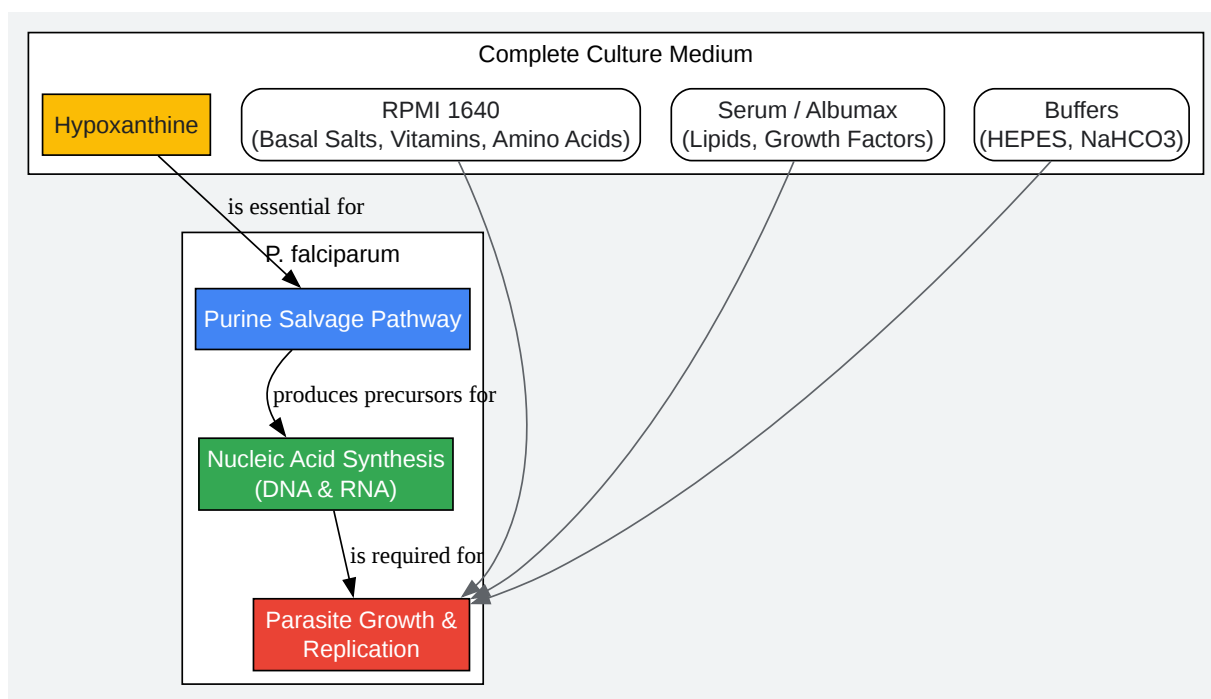 Complete Culture Medium
Hypoxanthine
RPMI 1640
(Basal Salts, Vitamins, Amino Acids)
Serum / Albumax
(Lipids, Growth Factors)
Buffers
(HEPES, NaHCO3)
is essential for
P. falciparum
Purine Salvage Pathway
produces precursors for
Nucleic Acid Synthesis
(DNA & RNA)
is required for
Parasite Growth &
Replication